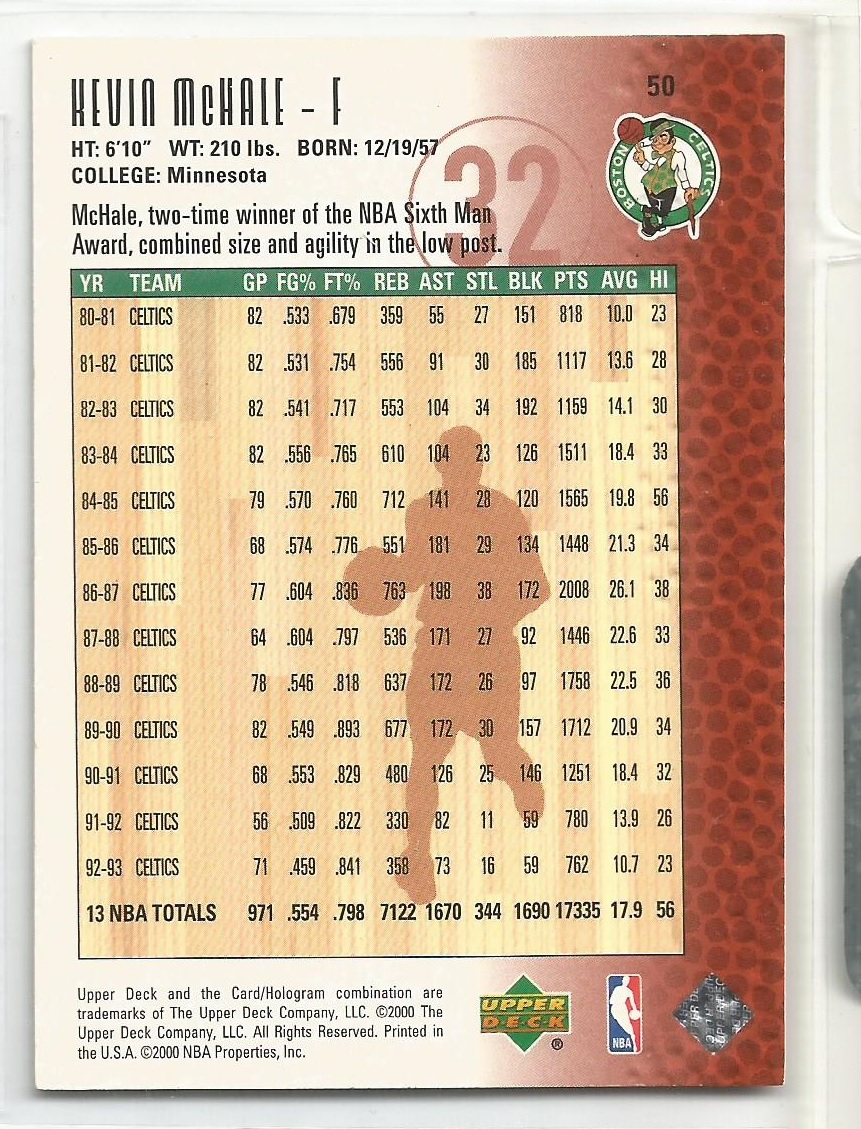 KEVIN McHALE - F
50
HT: 6'10" WT: 210 lbs. BORN: 12/19/57
COLLEGE: Minnesota
32
BOSTON CELTICS
McHale, two-time winner of the NBA Sixth Man
Award, combined size and agility in the low post.
YR TEAM GP FG% FT% REB AST STL BLK PTS AVG HI
80-81 CELTICS 82 .533 .679 359 55 27 151 818 10.0 23
81-82 CELTICS 82 .531 .754 556 91 30 185 1117 13.6 28
82-83 CELTICS 82 .541 .717 553 104 34 192 1159 14.1 30
83-84 CELTICS 82 .556 .765 610 104 23 126 1511 18.4 33
84-85 CELTICS 79 .570 .760 712 141 28 120 1565 19.8 56
85-86 CELTICS 68 .574 .776 551 181 29 134 1448 21.3 34
86-87 CELTICS 77 .604 .836 763 198 38 172 2008 26.1 38
87-88 CELTICS 64 .604 .797 536 171 27 92 1446 22.6 33
88-89 CELTICS 78 .546 .818 637 172 26 97 1758 22.5 36
89-90 CELTICS 82 .549 .893 677 172 30 157 1712 20.9 34
90-91 CELTICS 68 .553 .829 480 126 25 146 1251 18.4 32
91-92 CELTICS 56 .509 .822 330 82 11 59 780 13.9 26
92-93 CELTICS 71 .459 .841 358 73 16 59 762 10.7 23
13 NBA TOTALS 971 .554 .798 7122 1670 344 1690 17335 17.9 56
Upper Deck and the Card/Hologram combination are
trademarks of The Upper Deck Company, LLC. ©2000 The
Upper Deck Company, LLC. All Rights Reserved. Printed in
the U.S.A. ©2000 NBA Properties, Inc.
UPPER
DECK
®
NBA